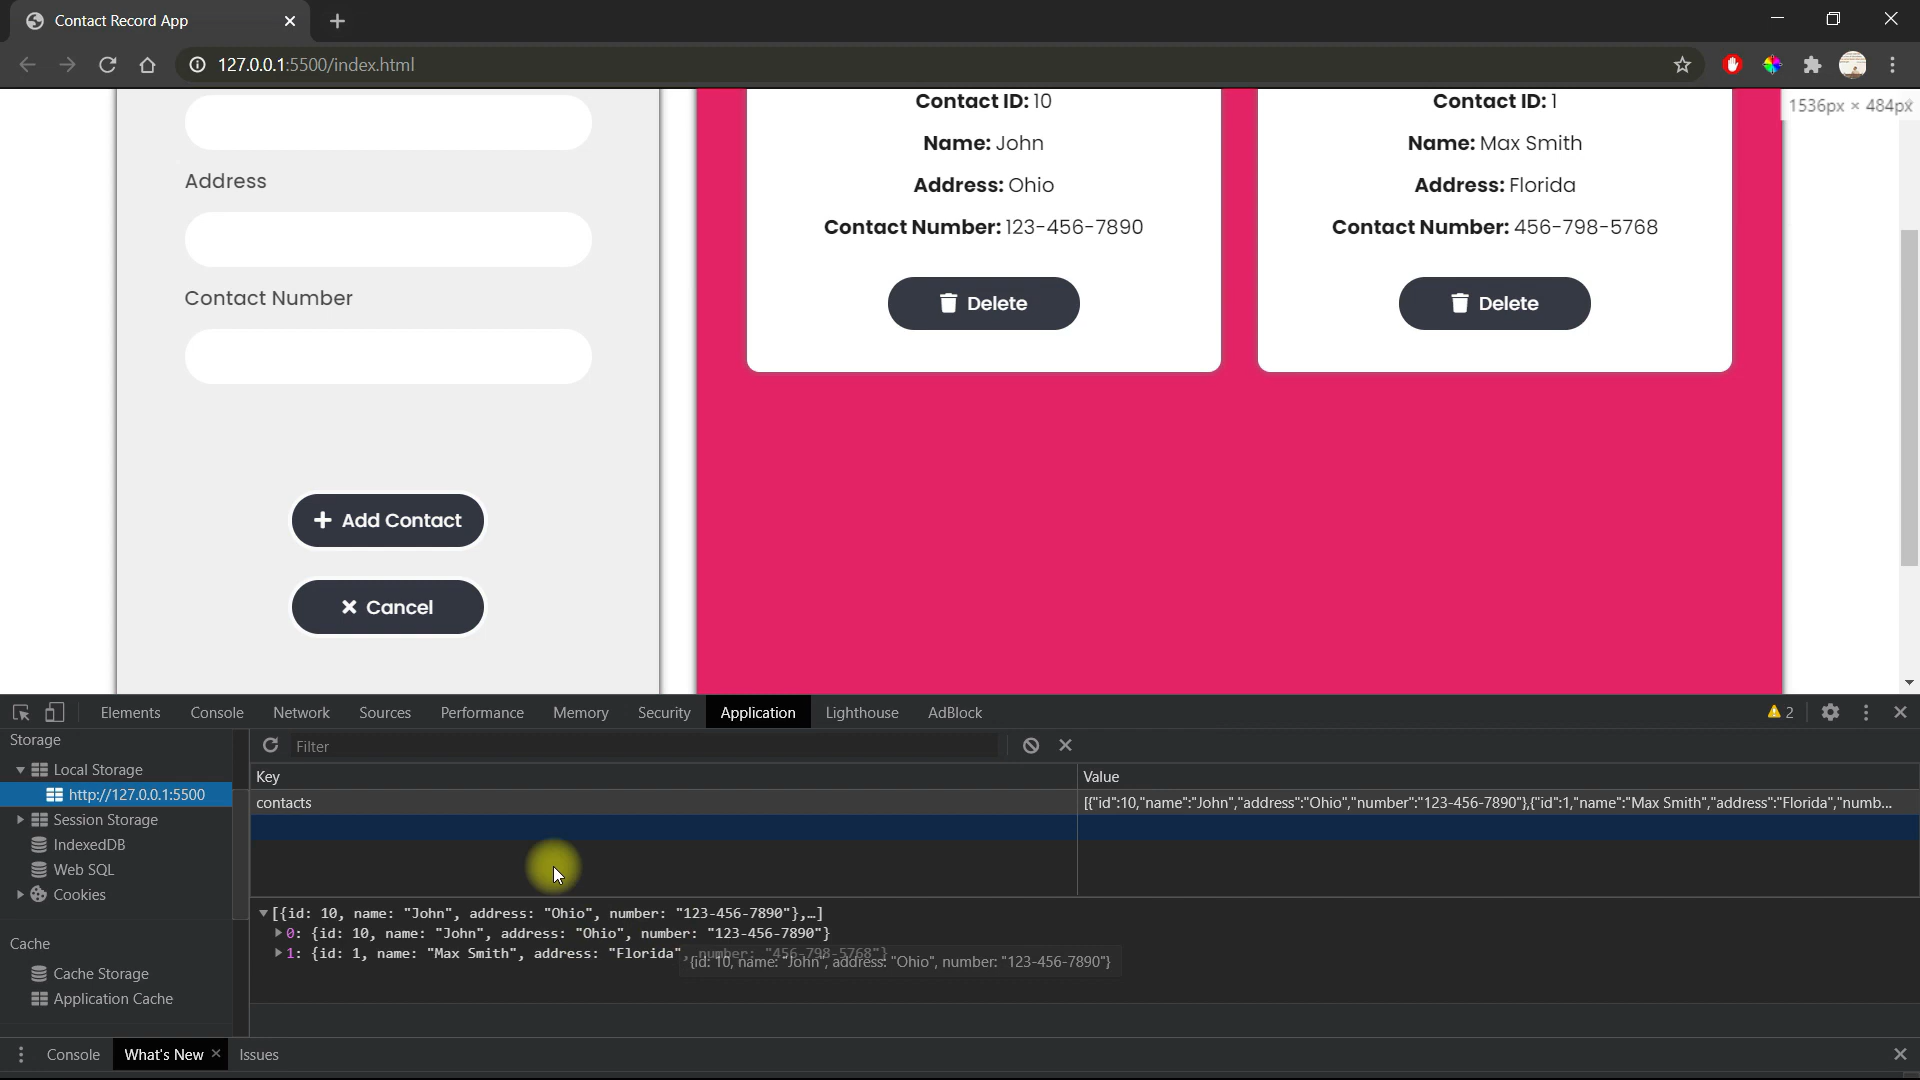 Contact Record App
127.0.0.1:5500/index.html
1536px × 484px
Address
Contact Number
Add Contact
Cancel
Contact ID: 10
Name: John
Address: Ohio
Contact Number: 123-456-7890
Delete
Contact ID: 1
Name: Max Smith
Address: Florida
Contact Number: 456-798-5768
Delete
Elements Console Network Sources Performance Memory Security Application Lighthouse AdBlock 2
Storage
Local Storage
http://127.0.0.1:5500
Session Storage
IndexedDB
Web SQL
Cookies
Cache
Cache Storage
Application Cache
Filter
Key Value
contacts [{"id":10,"name":"John","address":"Ohio","number":"123-456-7890"},{"id":1,"name":"Max Smith","address":"Florida","numb...
[{id: 10, name: "John", address: "Ohio", number: "123-456-7890"},…]
0: {id: 10, name: "John", address: "Ohio", number: "123-456-7890"}
1: {id: 1, name: "Max Smith", address: "Florida", number: "456-798-5768"}
{id: 10, name: "John", address: "Ohio", number: "123-456-7890"}
Console What's New Issues